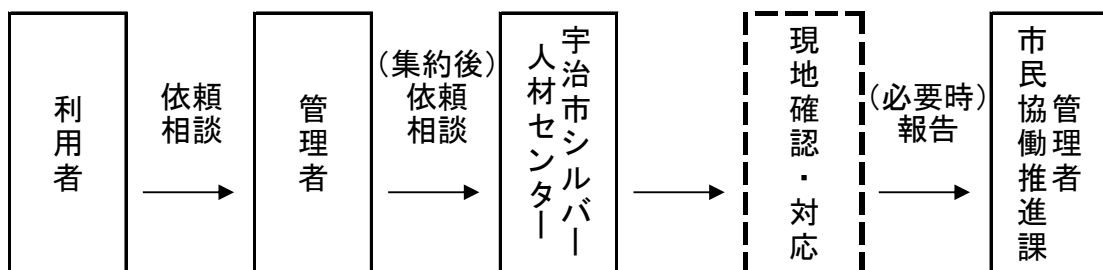 利用者
依頼
相談
管理者
（集約後）
依頼
相談
宇治市シルバー
人材センター
現地確認・対応
（必要時）
報告
管理者
市民協働推進課